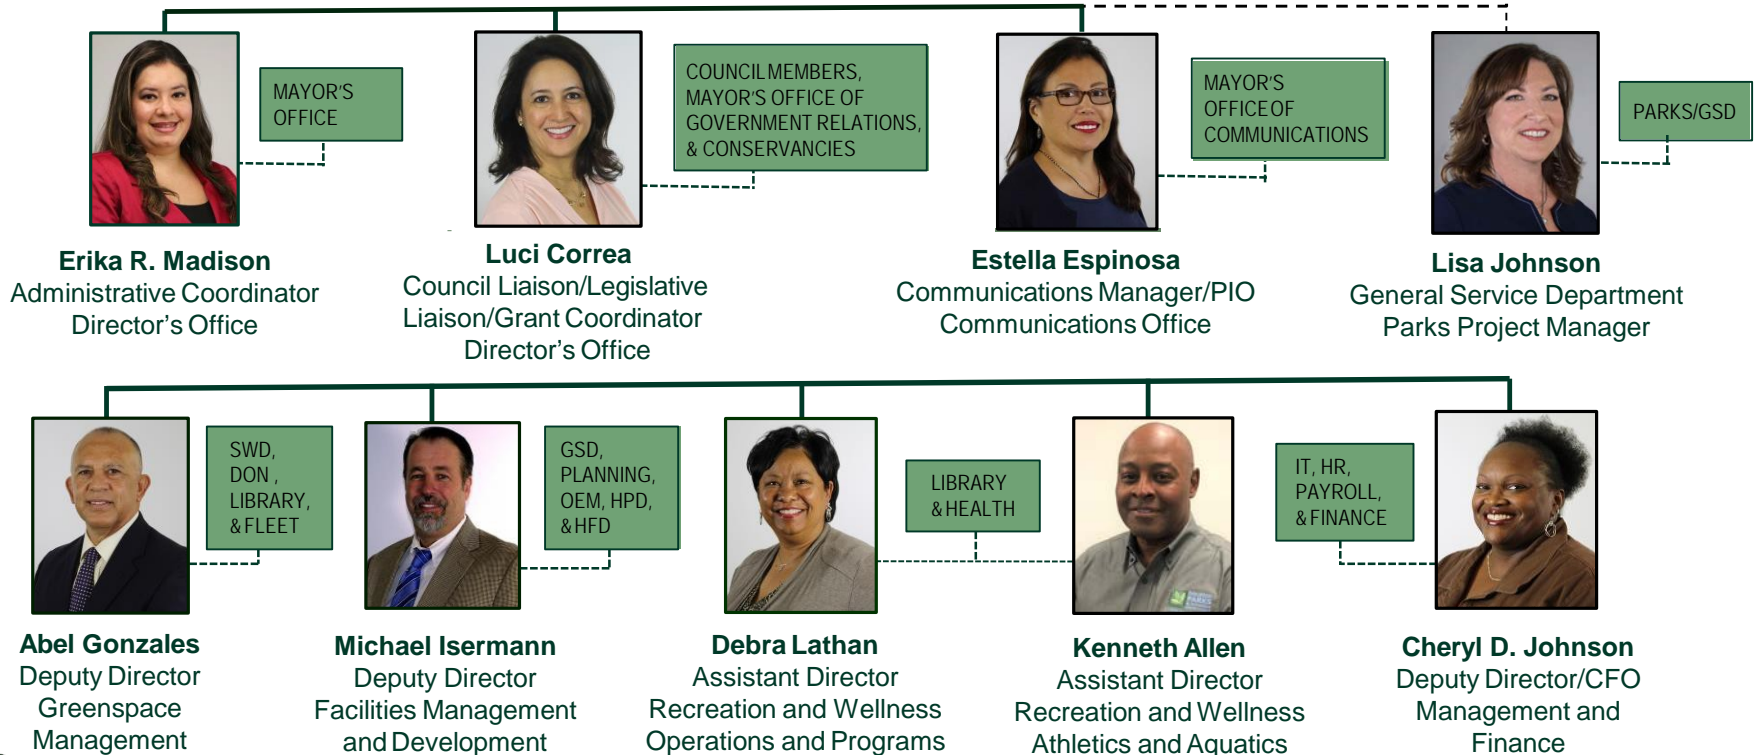 MAYOR'S
OFFICE
COUNCIL MEMBERS,
MAYOR'S OFFICE OF
GOVERNMENT RELATIONS,
& CONSERVANCIES
MAYOR'S
OFFICE OF
COMMUNICATIONS
PARKS/GSD
Erika R. Madison
Administrative Coordinator
Director's Office
Luci Correa
Council Liaison/Legislative
Liaison/Grant Coordinator
Director's Office
Estella Espinosa
Communications Manager/PIO
Communications Office
Lisa Johnson
General Service Department
Parks Project Manager
SWD,
DON ,
LIBRARY,
& FLEET
GSD,
PLANNING,
OEM, HPD,
& HFD
LIBRARY
& HEALTH
IT, HR,
PAYROLL,
& FINANCE
Abel Gonzales
Deputy Director
Greenspace
Management
Michael Isermann
Deputy Director
Facilities Management
and Development
Debra Lathan
Assistant Director
Recreation and Wellness
Operations and Programs
Kenneth Allen
Assistant Director
Recreation and Wellness
Athletics and Aquatics
Cheryl D. Johnson
Deputy Director/CFO
Management and
Finance